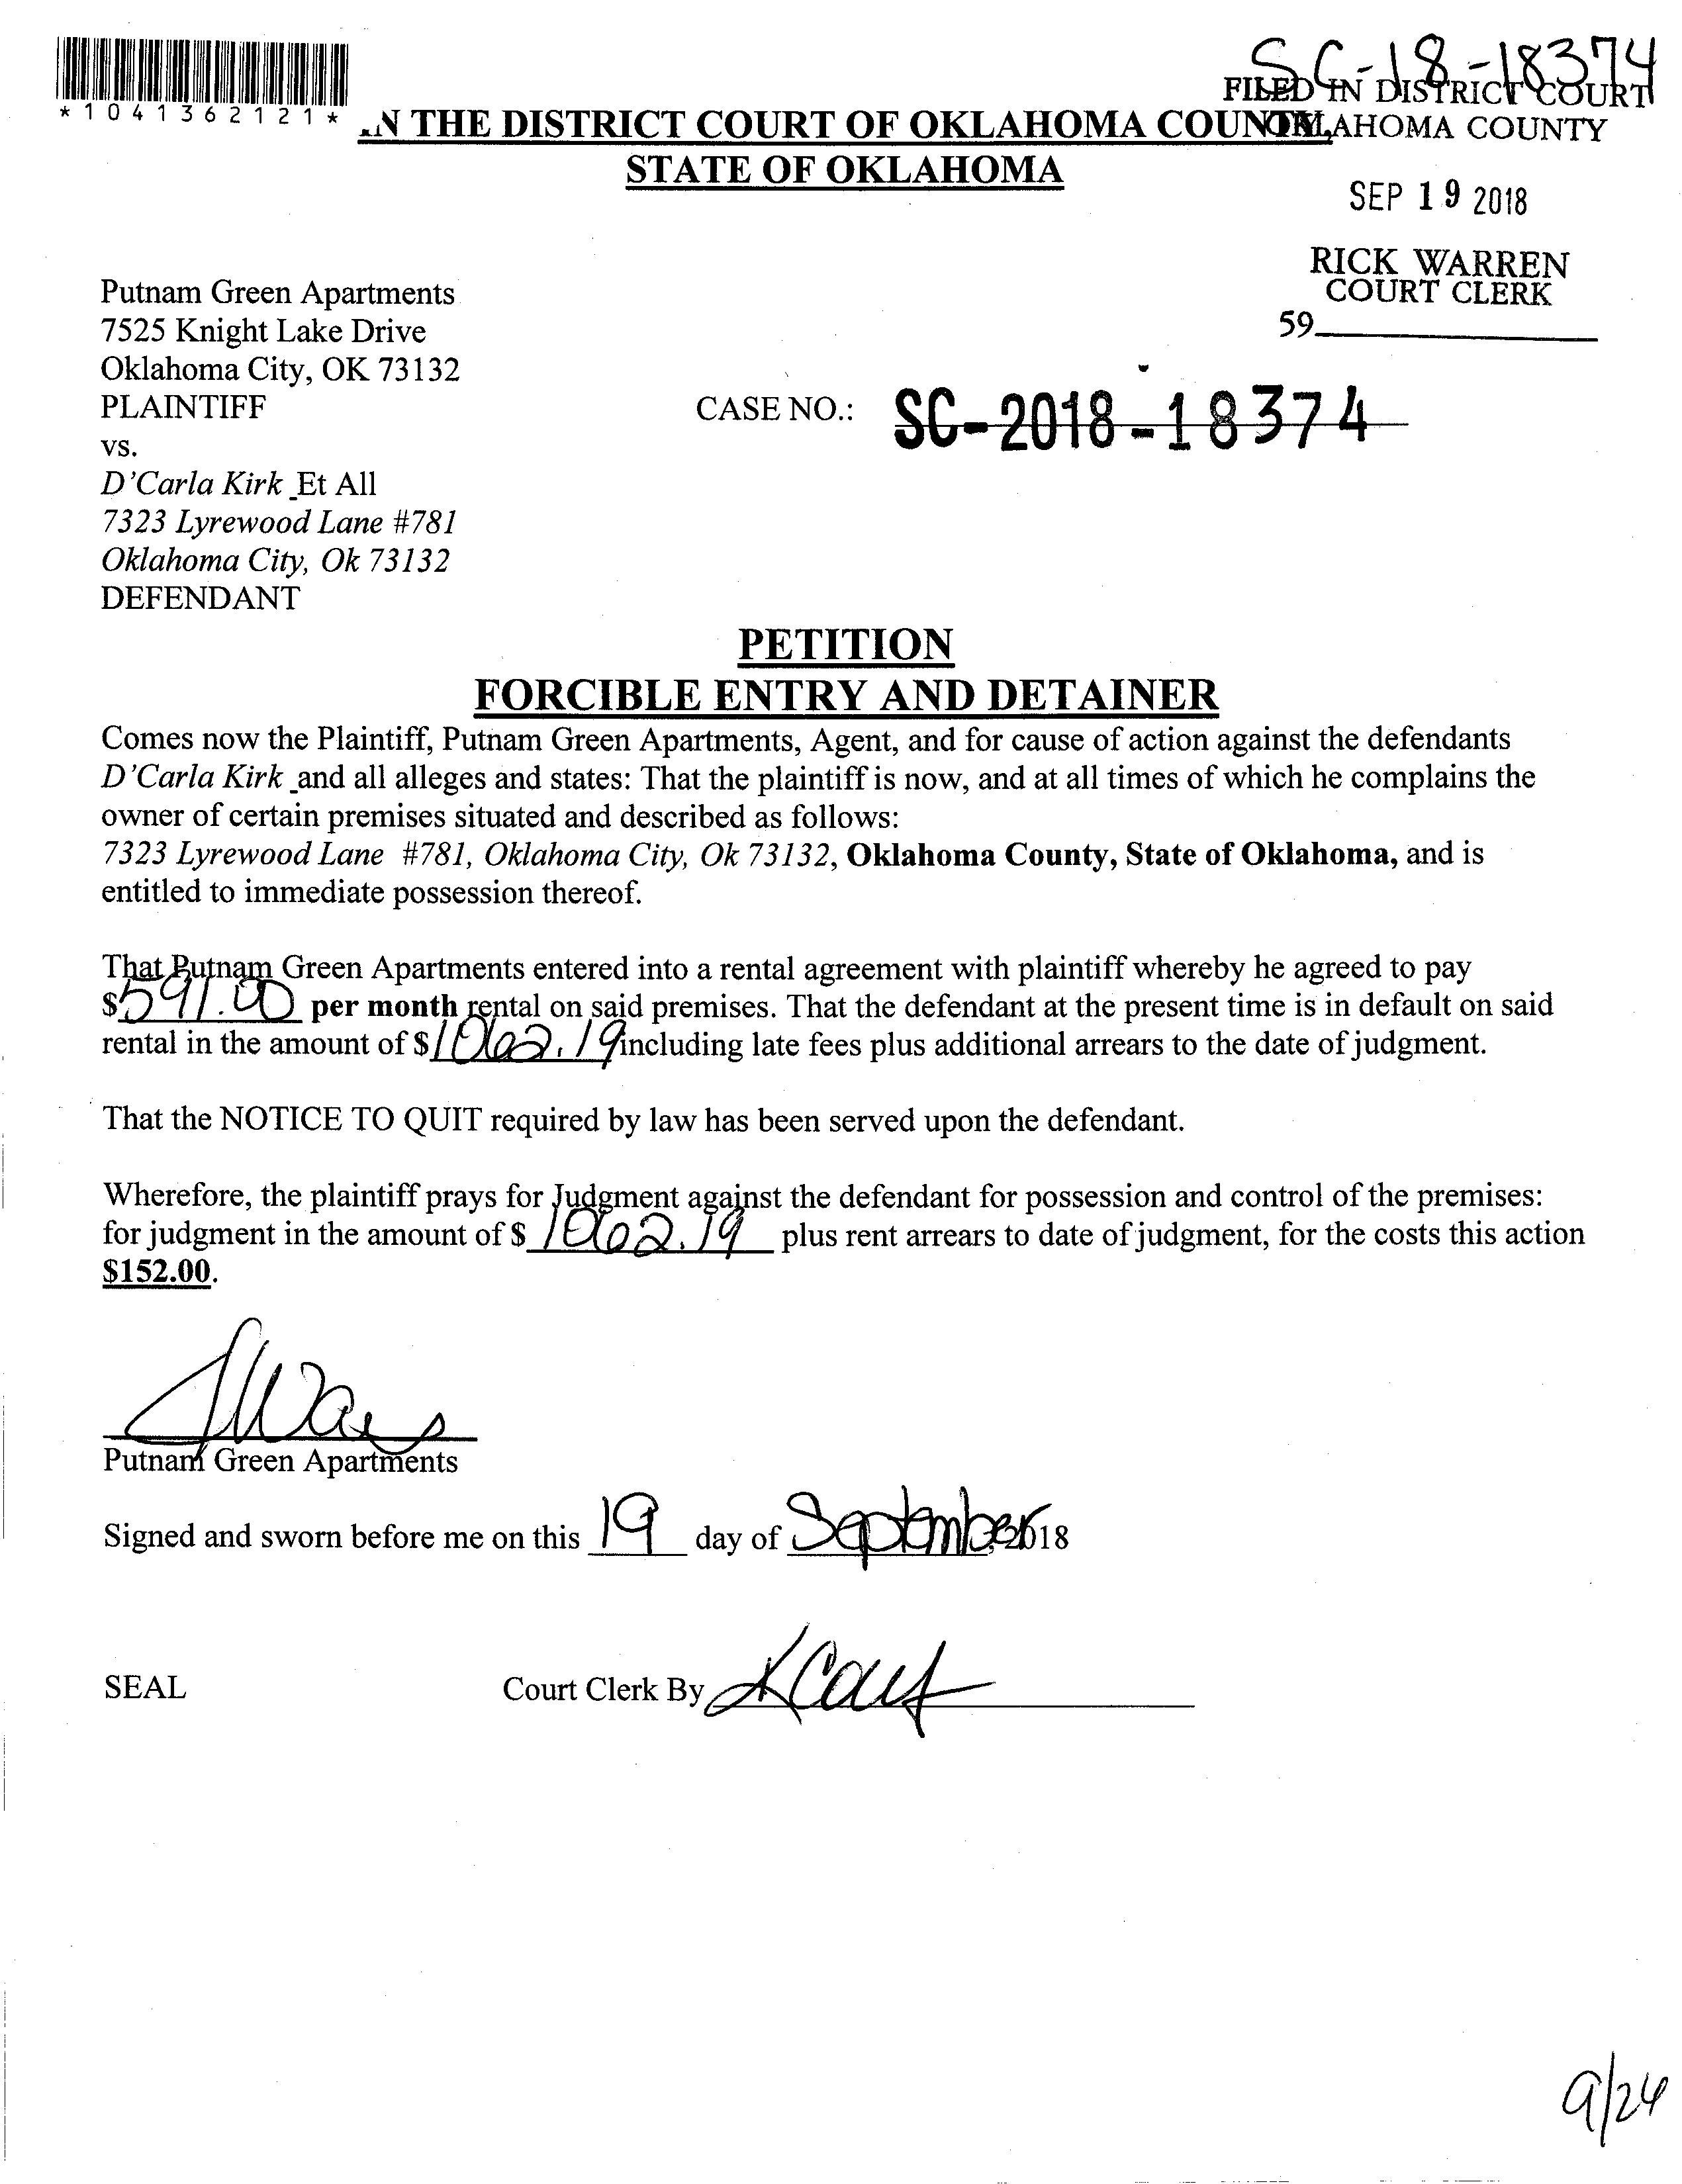 SC-18-18374
FILED IN DISTRICT COURT
OKLAHOMA COUNTY
*1041362121*
IN THE DISTRICT COURT OF OKLAHOMA COUNTY
STATE OF OKLAHOMA
SEP 19 2018
RICK WARREN
COURT CLERK
59
Putnam Green Apartments
7525 Knight Lake Drive
Oklahoma City, OK 73132
PLAINTIFF
CASE NO.: SC-2018-18374
vs.
D'Carla Kirk Et All
7323 Lyrewood Lane #781
Oklahoma City, Ok 73132
DEFENDANT
PETITION
FORCIBLE ENTRY AND DETAINER
Comes now the Plaintiff, Putnam Green Apartments, Agent, and for cause of action against the defendants
D'Carla Kirk and all alleges and states: That the plaintiff is now, and at all times of which he complains the
owner of certain premises situated and described as follows:
7323 Lyrewood Lane #781, Oklahoma City, Ok 73132, Oklahoma County, State of Oklahoma, and is
entitled to immediate possession thereof.
That Putnam Green Apartments entered into a rental agreement with plaintiff whereby he agreed to pay
$591.00 per month rental on said premises. That the defendant at the present time is in default on said
rental in the amount of $1062.19 including late fees plus additional arrears to the date of judgment.
That the NOTICE TO QUIT required by law has been served upon the defendant.
Wherefore, the plaintiff prays for Judgment against the defendant for possession and control of the premises:
for judgment in the amount of $ 1062.19 plus rent arrears to date of judgment, for the costs this action
$152.00.
Putnam Green Apartments
Signed and sworn before me on this 19 day of September, 2018
SEAL
Court Clerk By
9/24